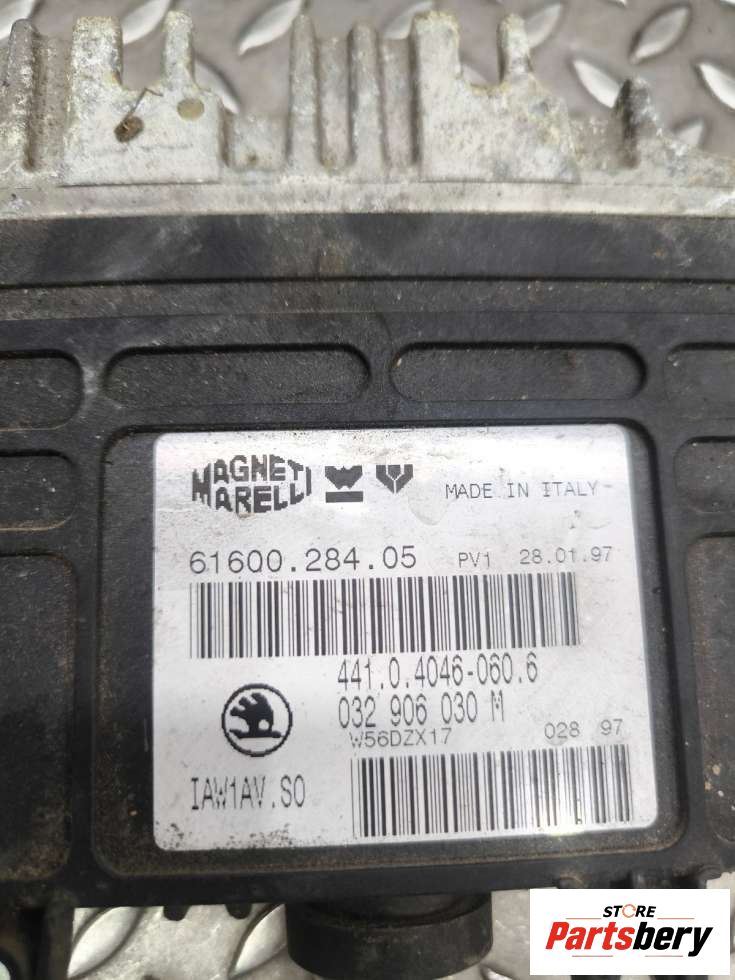 MAGNETI
MARELLI
MADE IN ITALY
61600.284.05 PV1 28.01.97
441.0.4046-060.6
032 906 030 M
W56DZX17 028 97
IAW1AV.S0
STORE
Partsbery